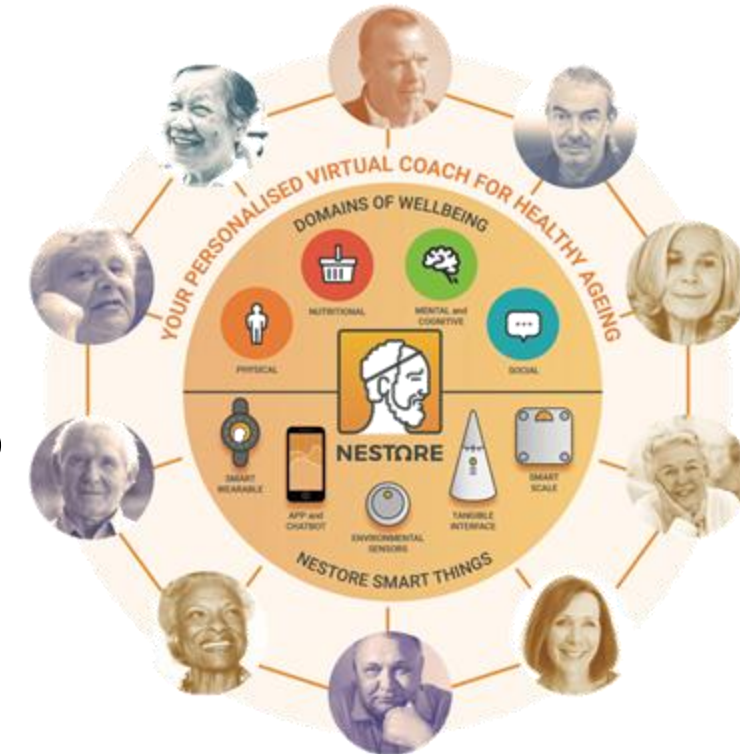 YOUR PERSONALISED VIRTUAL COACH FOR HEALTHY AGEING
DOMAINS OF WELLBEING
PHYSICAL
NUTRITIONAL
MENTAL and
COGNITIVE
SOCIAL
NESTORE
SMART
WEARABLE
APP and
CHATBOT
ENVIRONMENTAL
SENSORS
TANGIBLE
INTERFACE
SMART
SCALE
NESTORE SMART THINGS